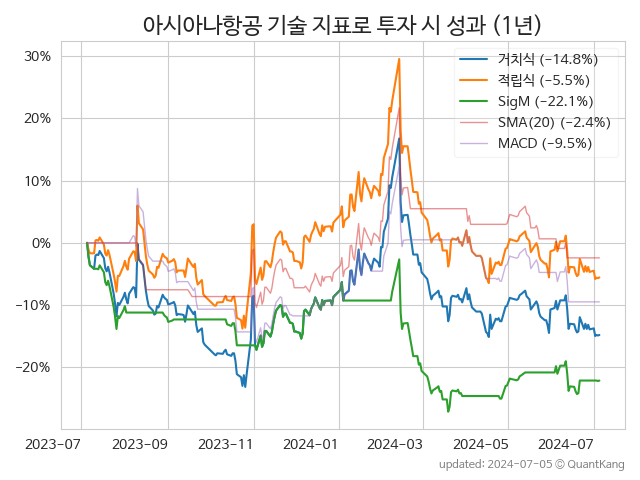 아시아나항공 기술 지표로 투자 시 성과 (1년)
30%
20%
10%
0%
−10%
−20%
거치식 (−14.8%)
적립식 (−5.5%)
SigM (−22.1%)
SMA(20) (−2.4%)
MACD (−9.5%)
2023-07
2023-09
2023-11
2024-01
2024-03
2024-05
2024-07
updated: 2024-07-05 © QuantKang